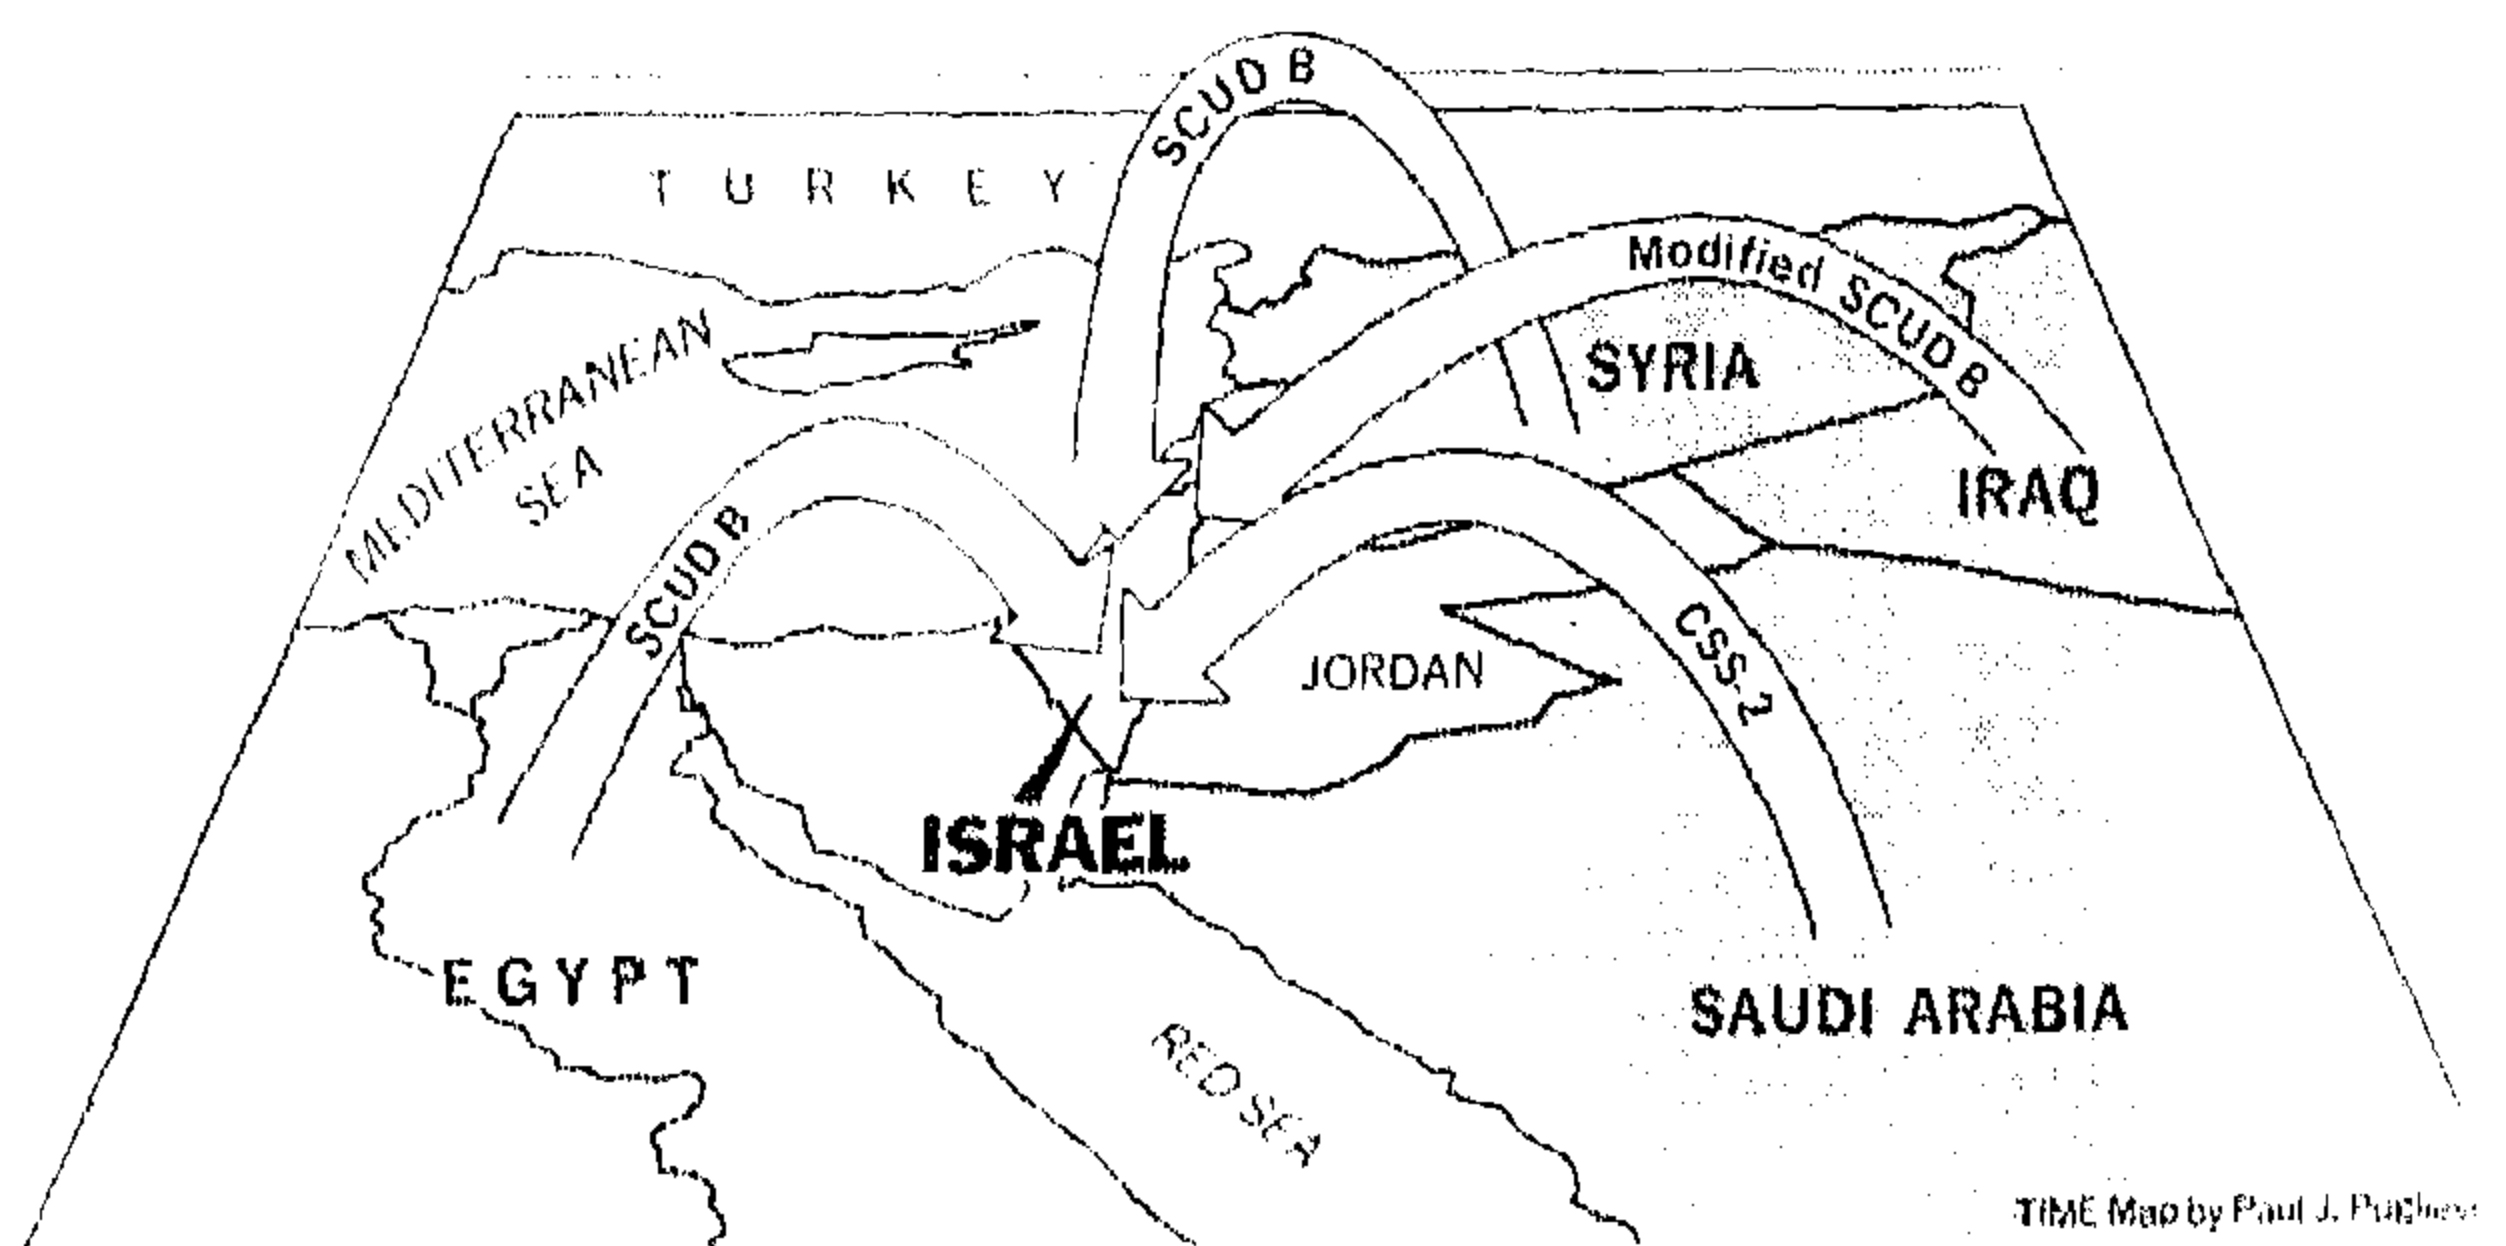 SCUD B
TURKEY
Modified SCUD B
MEDITERRANEAN
SEA
SYRIA
IRAQ
SCUD B
CSS-2
JORDAN
ISRAEL
EGYPT
SAUDI ARABIA
RED SEA
TIME Map by Paul J.